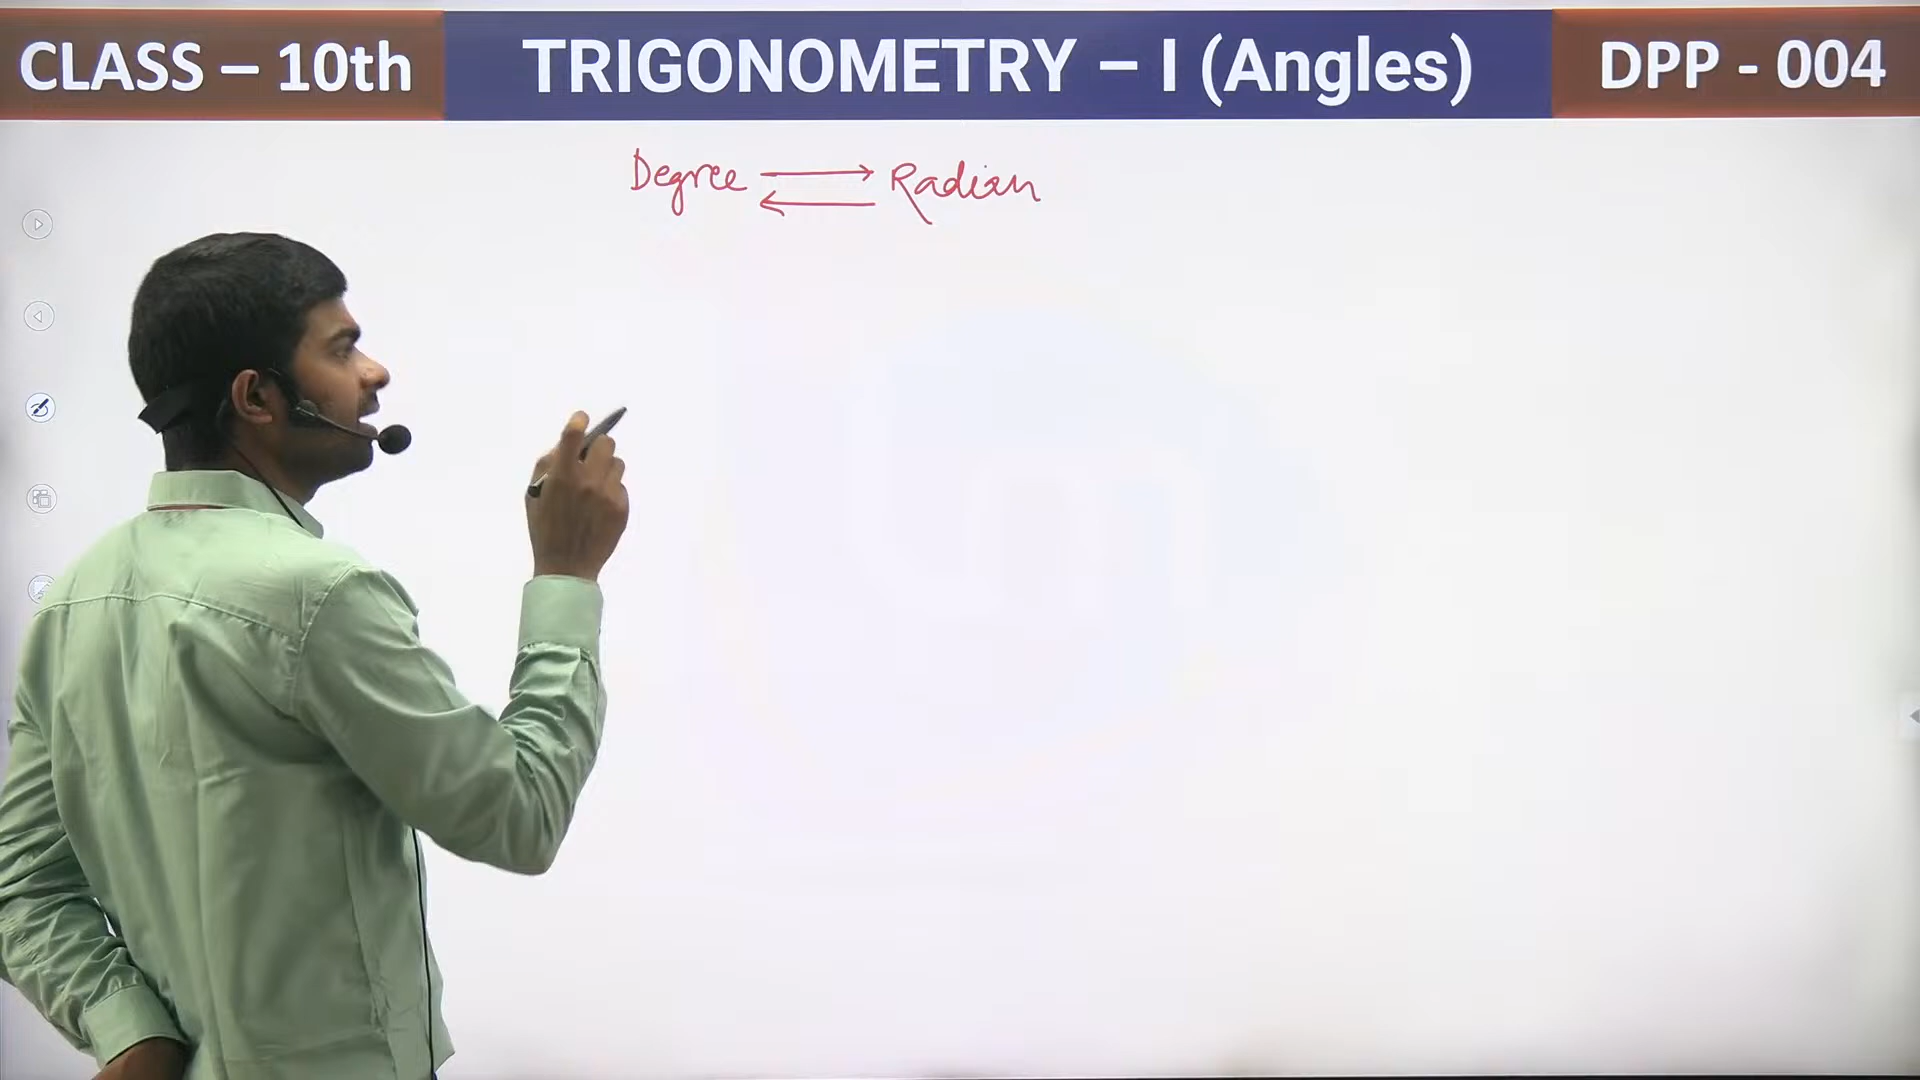 CLASS – 10th
TRIGONOMETRY – I (Angles)
DPP - 004
Degree Radian